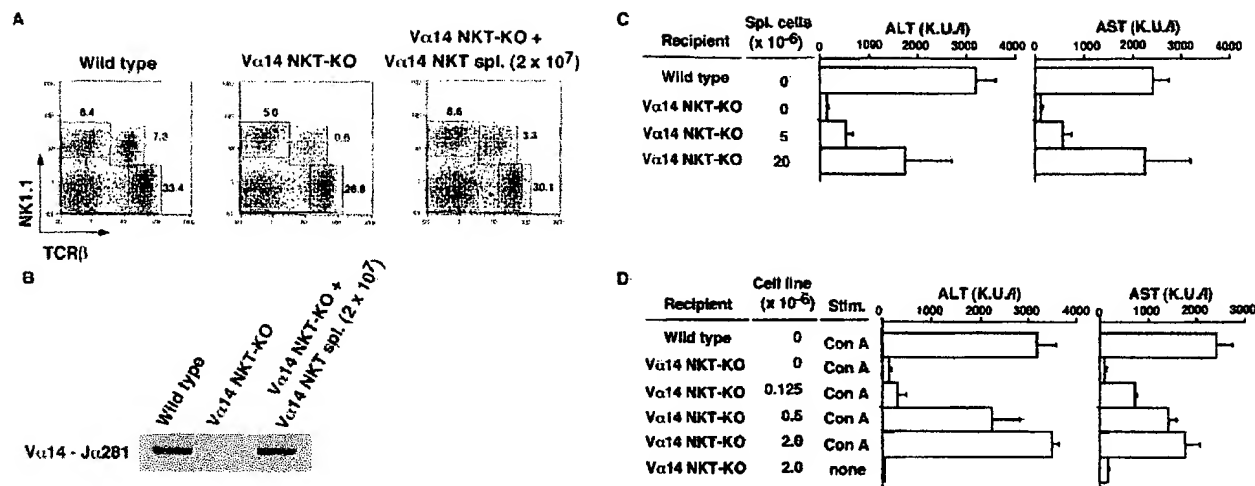 A
Wild type
Vα14 NKT-KO
Vα14 NKT-KO +
Vα14 NKT spl. (2 x 10⁷)
8.4
7.3
33.4
5.0
0.6
26.8
8.6
3.3
30.1
NK1.1
TCRβ
B
Wild type
Vα14 NKT-KO
Vα14 NKT-KO +
Vα14 NKT spl. (2 x 10⁷)
Vα14 - Jα281
C
Recipient
Spl. cells
(x 10⁻⁶)
ALT (K.U./l)
0 1000 2000 3000 4000
AST (K.U./l)
0 1000 2000 3000 4000
Wild type 0
Vα14 NKT-KO 0
Vα14 NKT-KO 5
Vα14 NKT-KO 20
D
Recipient
Cell line
(x 10⁻⁶)
Stim.
ALT (K.U./l)
0 1000 2000 3000 4000
AST (K.U./l)
0 1000 2000 3000
Wild type 0 Con A
Vα14 NKT-KO 0 Con A
Vα14 NKT-KO 0.125 Con A
Vα14 NKT-KO 0.5 Con A
Vα14 NKT-KO 2.0 Con A
Vα14 NKT-KO 2.0 none